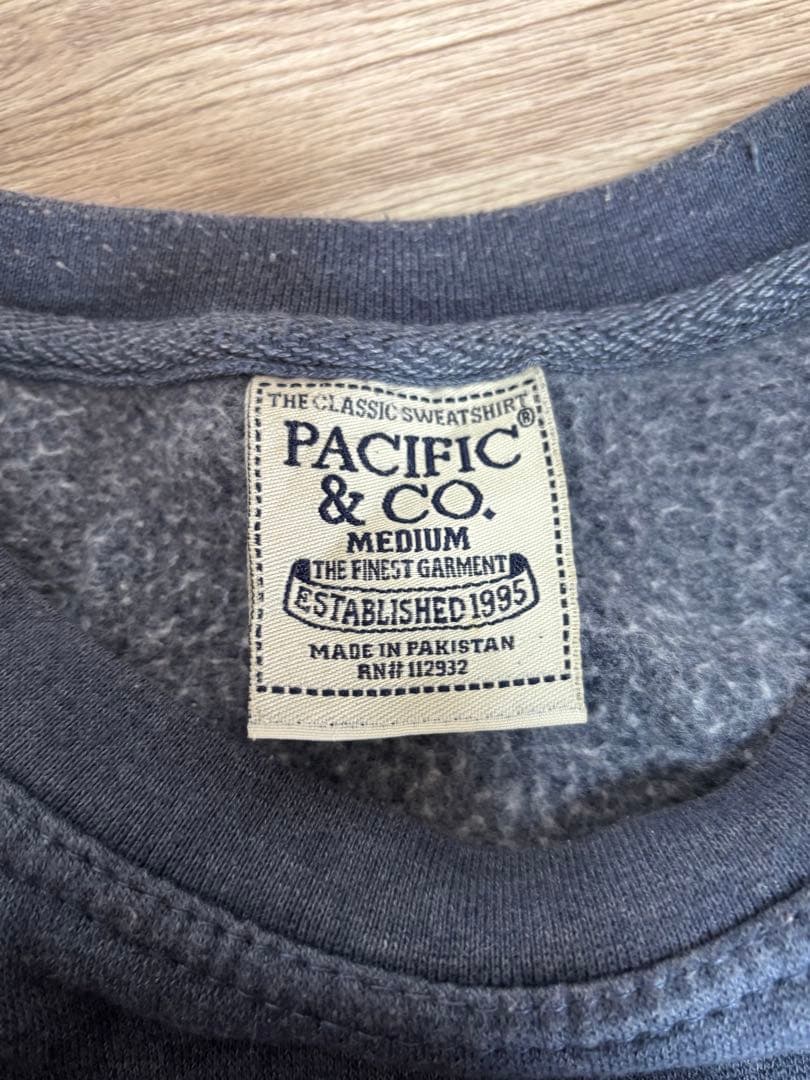 THE CLASSIC SWEATSHIRT
PACIFIC®
& CO.
MEDIUM
THE FINEST GARMENT
ESTABLISHED 1995
MADE IN PAKISTAN
RN# 112932